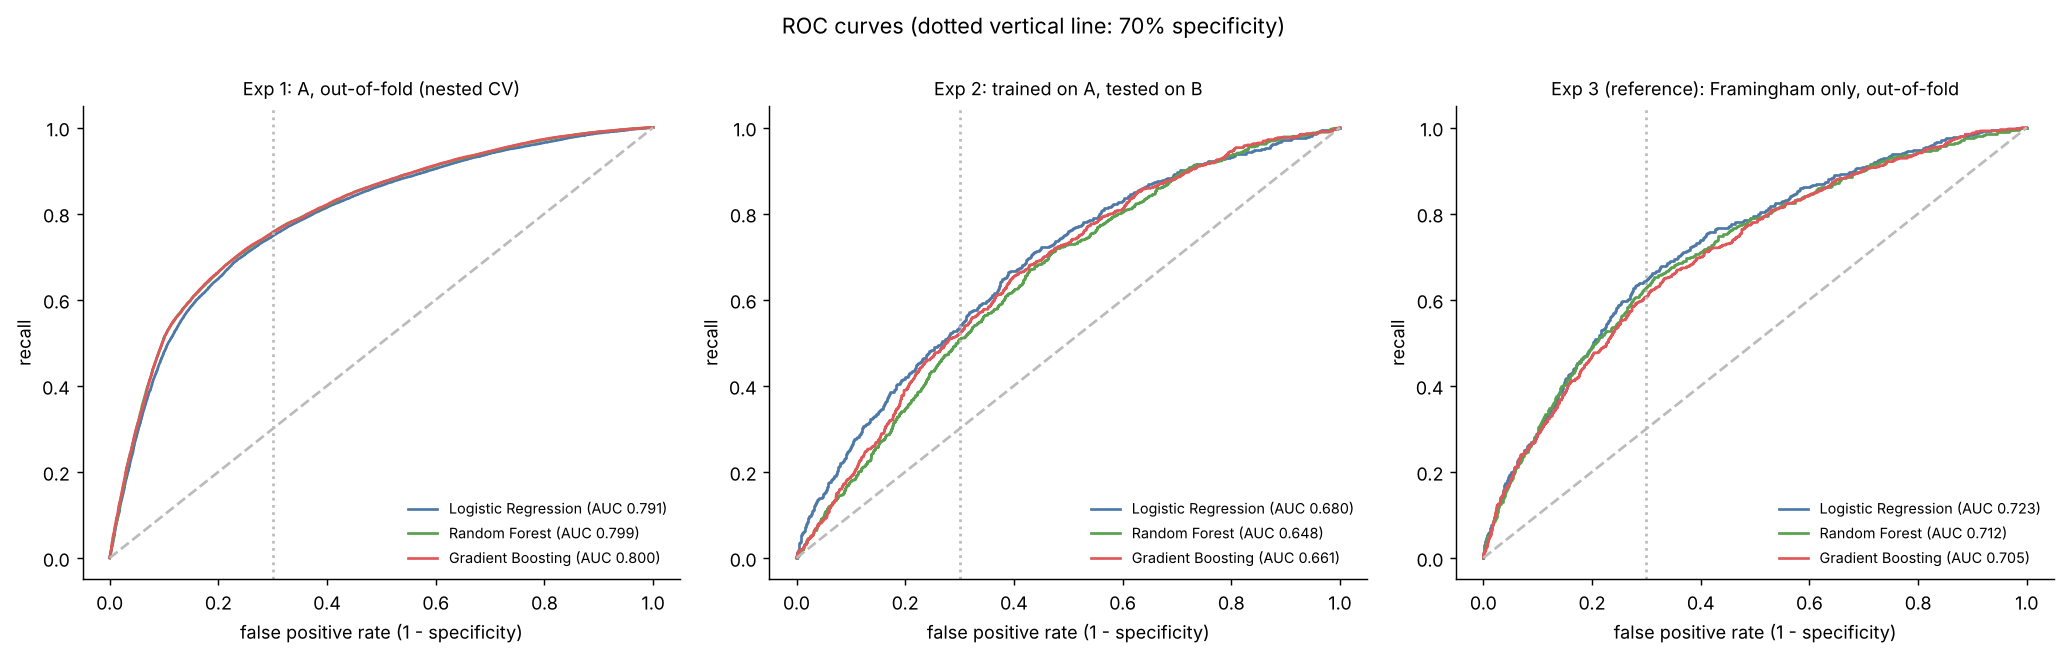 ROC curves (dotted vertical line: 70% specificity)
Exp 1: A, out-of-fold (nested CV)
recall
1.0
0.8
0.6
0.4
0.2
0.0
Logistic Regression (AUC 0.791)
Random Forest (AUC 0.799)
Gradient Boosting (AUC 0.800)
0.0 0.2 0.4 0.6 0.8 1.0
false positive rate (1 - specificity)
Exp 2: trained on A, tested on B
recall
1.0
0.8
0.6
0.4
0.2
0.0
Logistic Regression (AUC 0.680)
Random Forest (AUC 0.648)
Gradient Boosting (AUC 0.661)
0.0 0.2 0.4 0.6 0.8 1.0
false positive rate (1 - specificity)
Exp 3 (reference): Framingham only, out-of-fold
recall
1.0
0.8
0.6
0.4
0.2
0.0
Logistic Regression (AUC 0.723)
Random Forest (AUC 0.712)
Gradient Boosting (AUC 0.705)
0.0 0.2 0.4 0.6 0.8 1.0
false positive rate (1 - specificity)